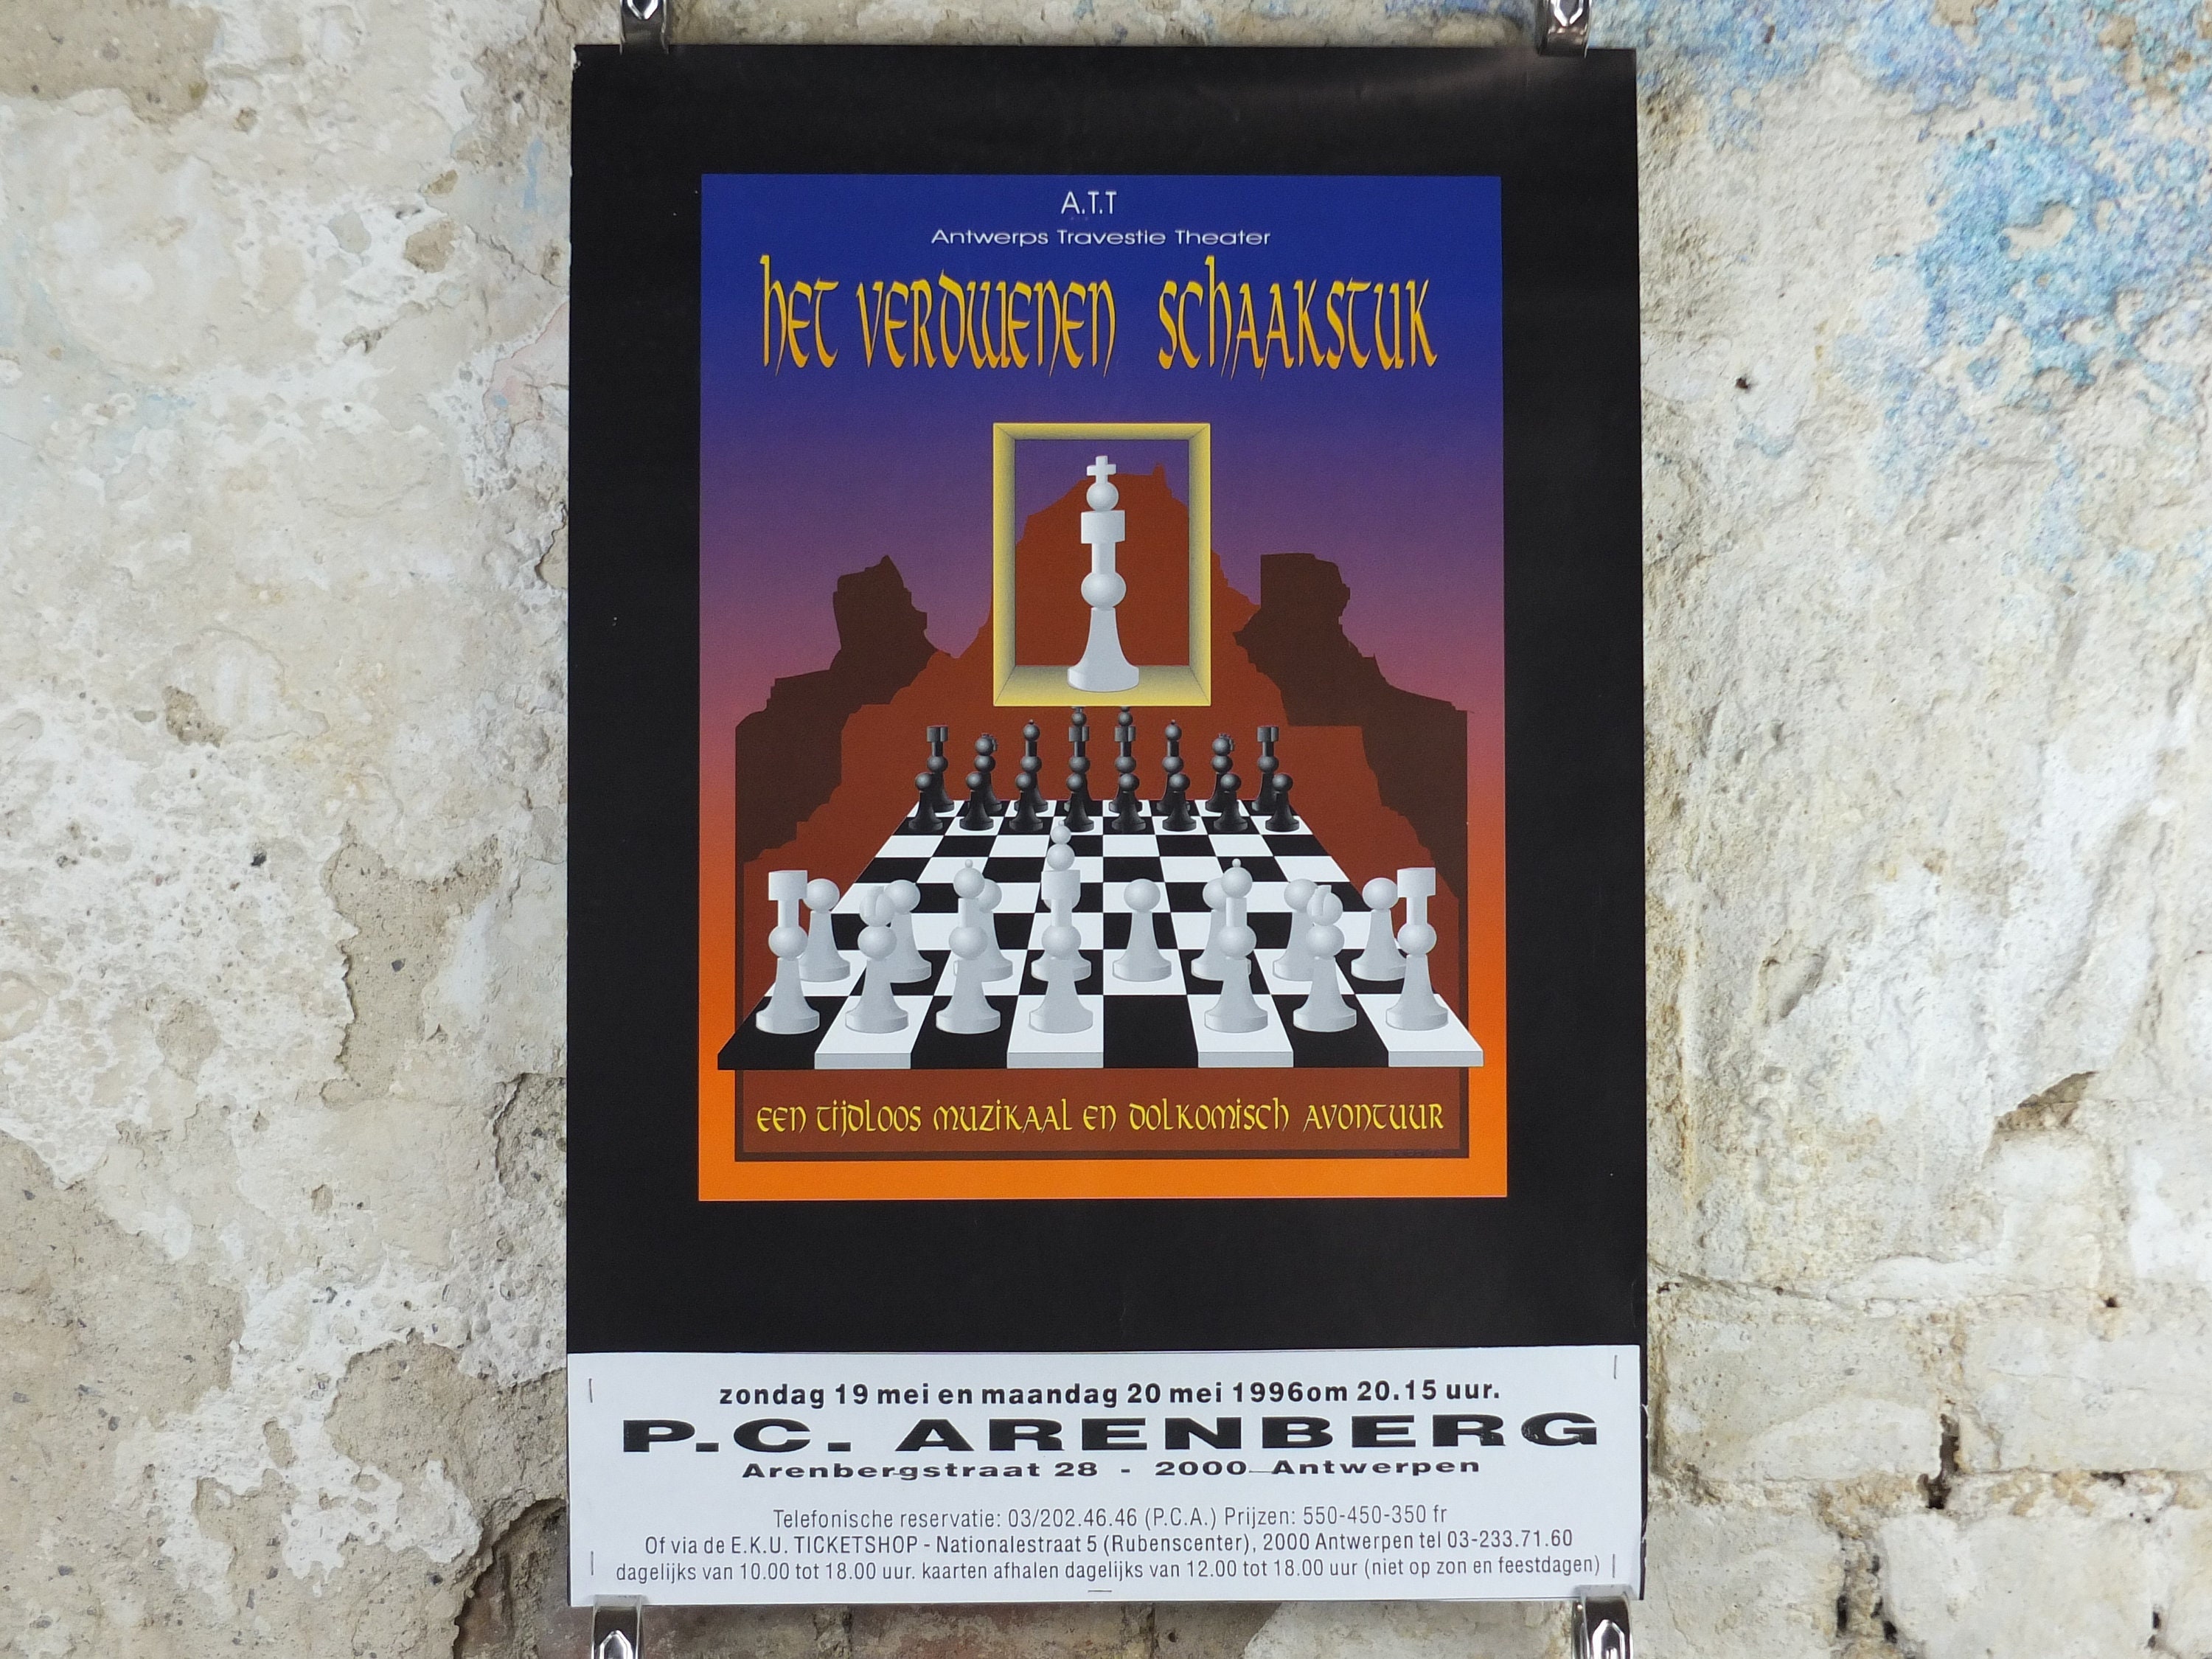 A.T.T
Antwerps Travestie Theater
het verdwenen schaakstuk
een tijdloos muzikaal en dolkomisch avontuur
zondag 19 mei en maandag 20 mei 1996om 20.15 uur.
P.C. ARENBERG
Arenbergstraat 28 - 2000 Antwerpen
Telefonische reservatie: 03/202.46.46 (P.C.A.) Prijzen: 550-450-350 fr
Of via de E.K.U. TICKETSHOP - Nationalestraat 5 (Rubenscenter), 2000 Antwerpen tel 03-233.71.60
dagelijks van 10.00 tot 18.00 uur. kaarten afhalen dagelijks van 12.00 tot 18.00 uur (niet op zon en feestdagen)